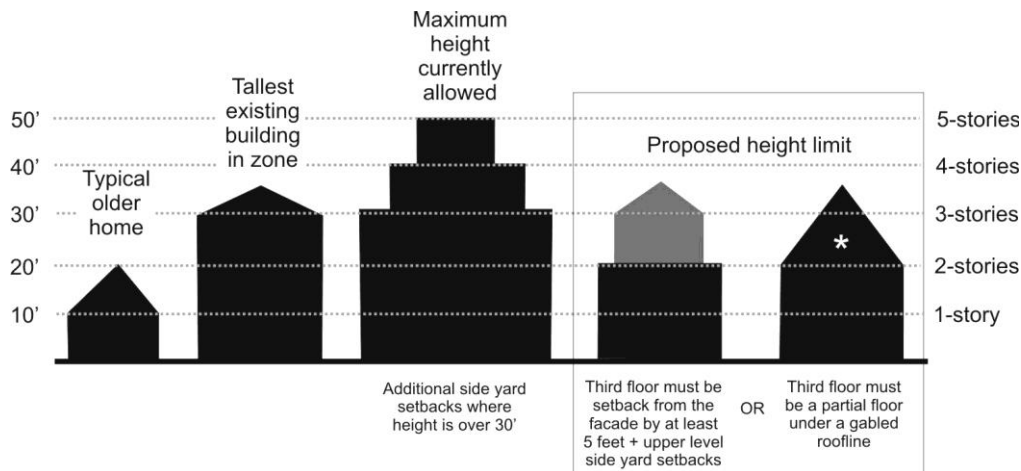 Maximum
height
currently
allowed
Tallest
existing
building
in zone
Typical
older
home
Proposed height limit
50’
40’
30’
20’
10’
5-stories
4-stories
3-stories
2-stories
1-story
*
Additional side yard
setbacks where
height is over 30’
Third floor must be
setback from the
facade by at least
5 feet + upper level
side yard setbacks
OR
Third floor must
be a partial floor
under a gabled
roofline